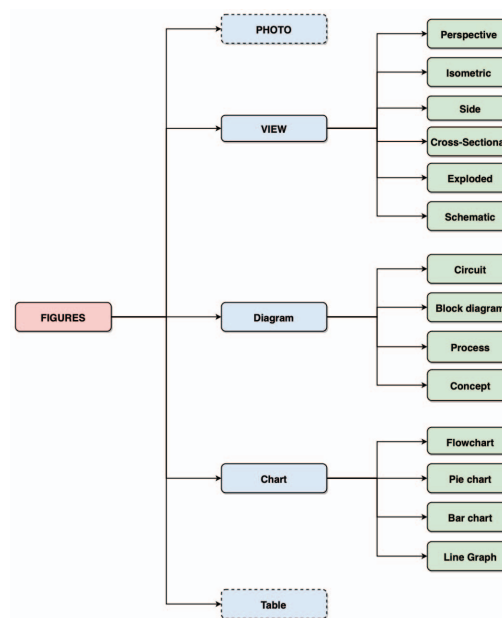 PHOTO
Perspective
Isometric
VIEW
Side
Cross-Sectiona
Exploded
Schematic
FIGURES
Diagram
Circuit
Block diagram
Process
Concept
Chart
Flowchart
Pie chart
Bar chart
Line Graph
Table